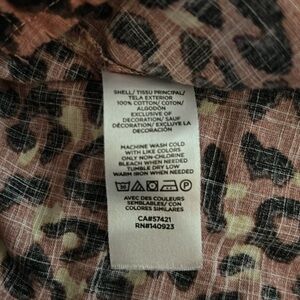 SHELL/TISSU PRINCIPAL/
TELA EXTERIOR
100% COTTON/COTON/
ALGODÓN
EXCLUSIVE OF
DECORATION/ SAUF
DÉCORATION/ EXCLUYE LA
DECORACIÓN
MACHINE WASH COLD
WITH LIKE COLORS
ONLY NON-CHLORINE
BLEACH WHEN NEEDED
TUMBLE DRY LOW
WARM IRON WHEN NEEDED
30 P
AVEC DES COULEURS
SEMBLABLES/ CON
COLORES SIMILARES
CA#57421
RN#140923